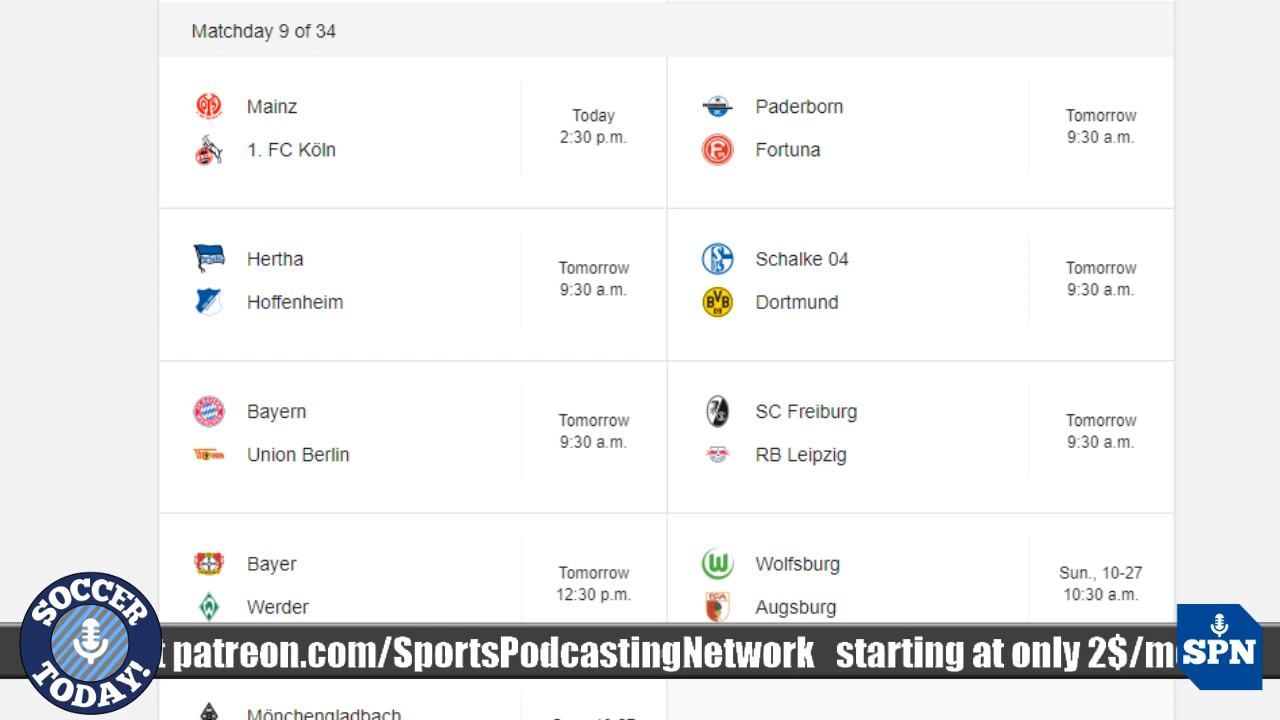 Matchday 9 of 34
Mainz
1. FC Köln
Today
2:30 p.m.
Paderborn
Fortuna
Tomorrow
9:30 a.m.
Hertha
Hoffenheim
Tomorrow
9:30 a.m.
Schalke 04
Dortmund
Tomorrow
9:30 a.m.
Bayern
Union Berlin
Tomorrow
9:30 a.m.
SC Freiburg
RB Leipzig
Tomorrow
9:30 a.m.
Bayer
Werder
Tomorrow
12:30 p.m.
Wolfsburg
Augsburg
Sun., 10-27
10:30 a.m.
SOCCER
TODAY!
patreon.com/SportsPodcastingNetwork starting at only 2$/m
SPN
Mönchengladbach